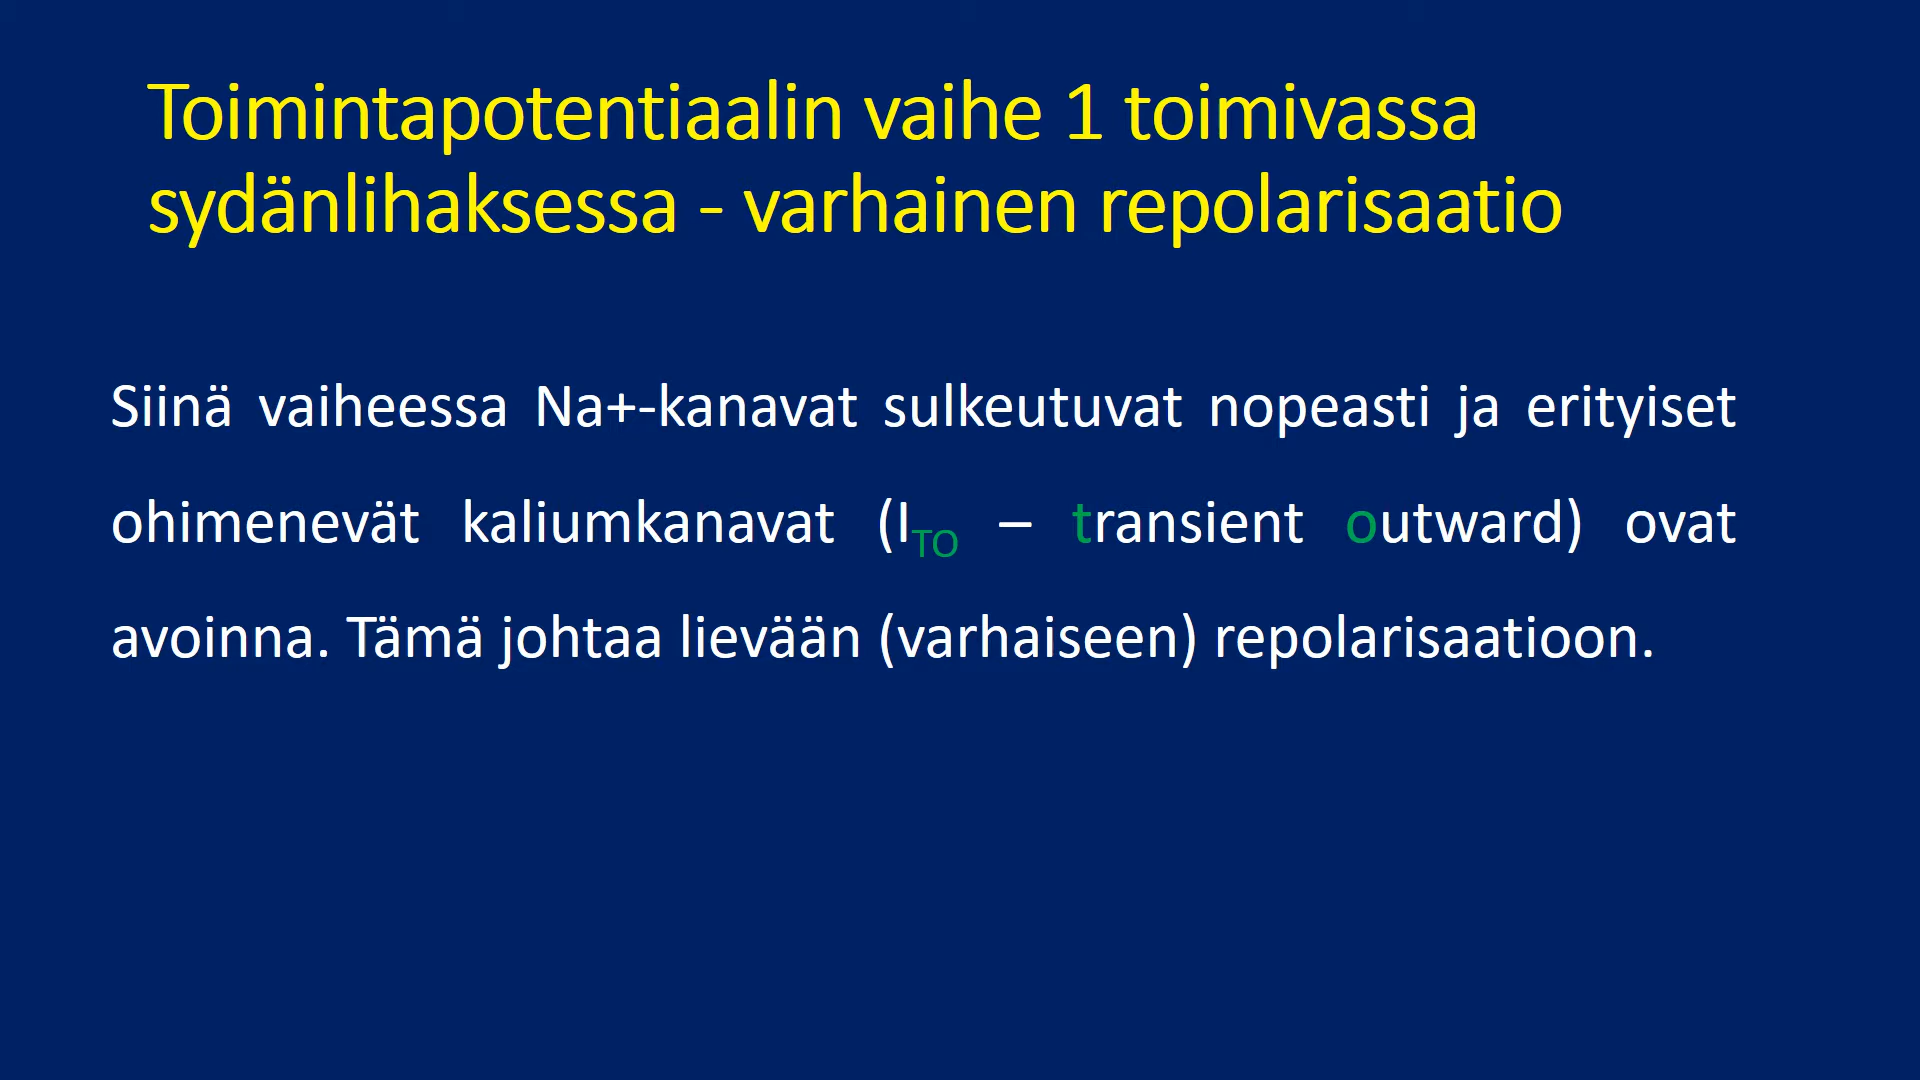 Toimintapotentiaalin vaihe 1 toimivassa
sydänlihaksessa - varhainen repolarisaatio
Siinä vaiheessa Na+-kanavat sulkeutuvat nopeasti ja erityiset
ohimenevät kaliumkanavat (ITO – transient outward) ovat
avoinna. Tämä johtaa lievään (varhaiseen) repolarisaatioon.